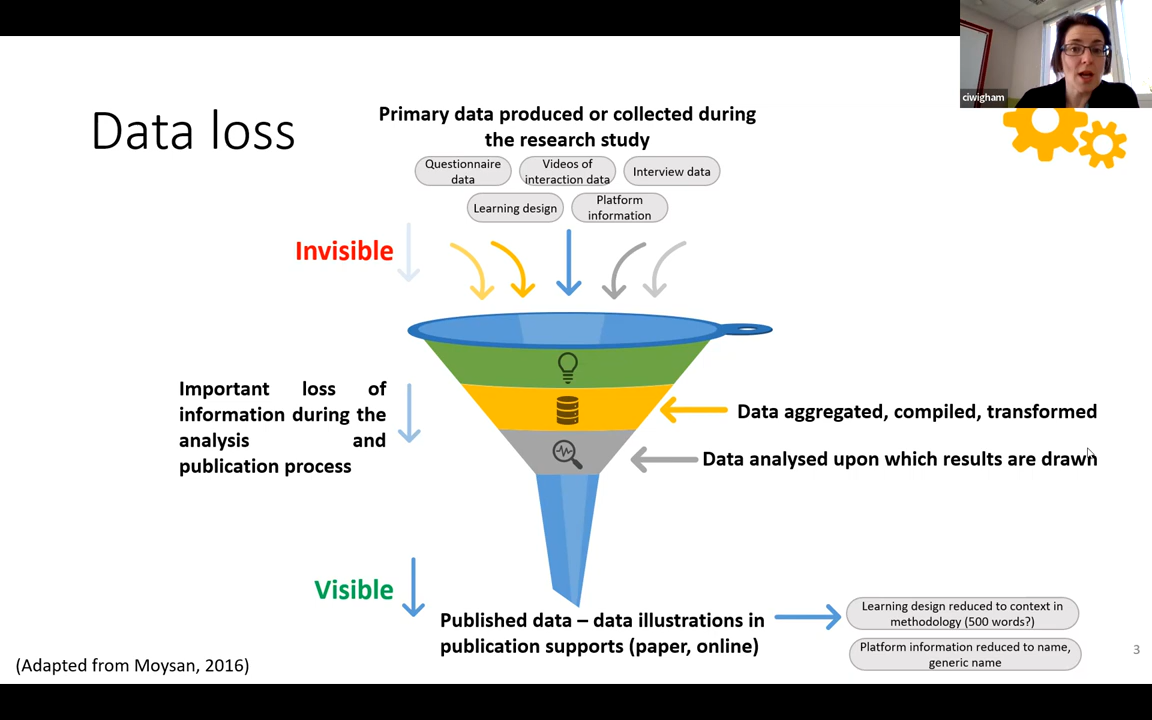 ciwigham
Data loss
Primary data produced or collected during
the research study
Questionnaire
data
Videos of
interaction data
Interview data
Learning design
Platform
information
Invisible
Important loss of
information during the
analysis and
publication process
Data aggregated, compiled, transformed
Data analysed upon which results are drawn
Visible
Published data – data illustrations in
publication supports (paper, online)
Learning design reduced to context in
methodology (500 words?)
Platform information reduced to name,
generic name
3
(Adapted from Moysan, 2016)